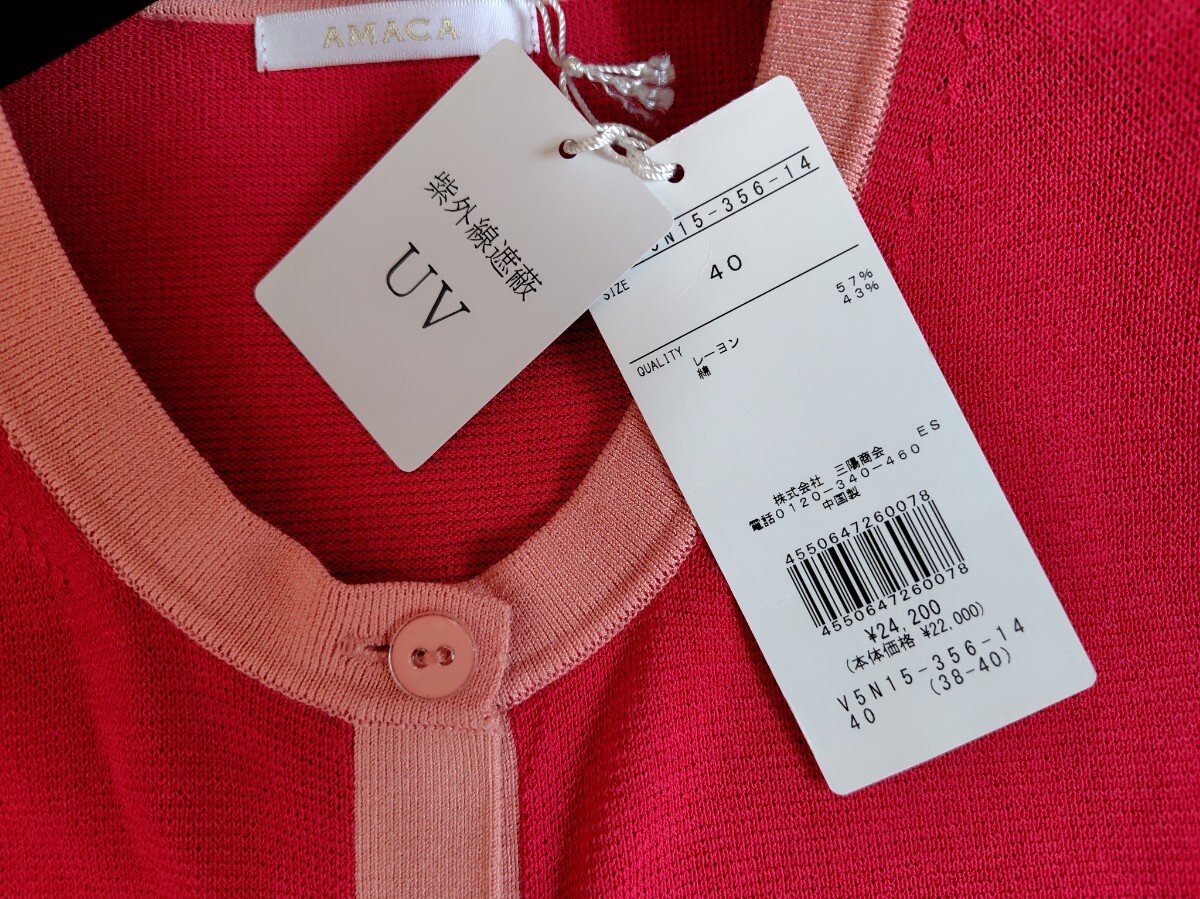 AMACA
紫外線遮蔽
UV
5N15-356-14
SIZE 40
QUALITY レーヨン 57%
綿 43%
ES
株式会社 三陽商会
電話0120-340-460
中国製
4550647260078
4550647260078
¥24,200
(本体価格 ¥22,000)
V5N15-356-14
40 (38-40)